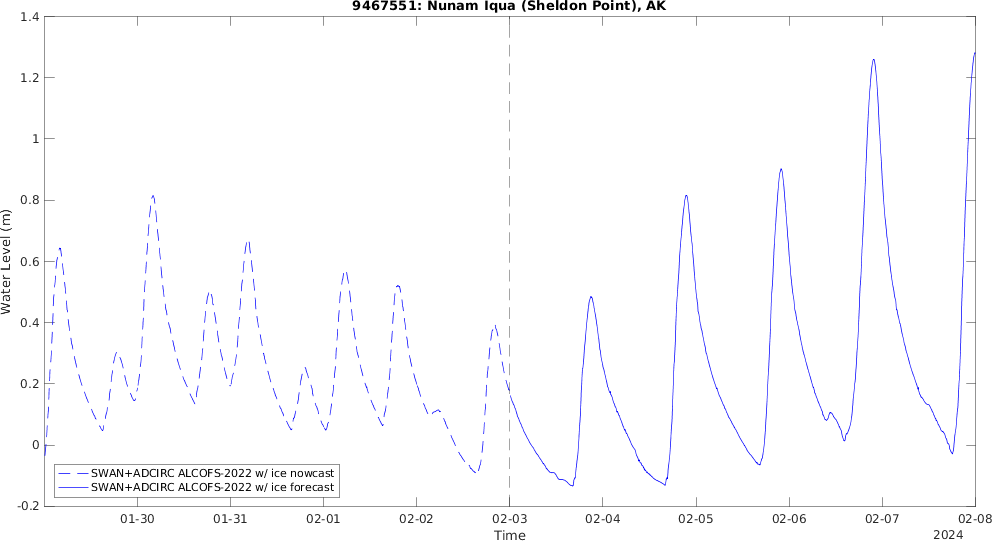 9467551: Nunam Iqua (Sheldon Point), AK
Water Level (m)
1.4
1.2
1
0.8
0.6
0.4
0.2
0
-0.2
SWAN+ADCIRC ALCOFS-2022 w/ ice nowcast
SWAN+ADCIRC ALCOFS-2022 w/ ice forecast
01-30 01-31 02-01 02-02 02-03 02-04 02-05 02-06 02-07 02-08
Time
2024